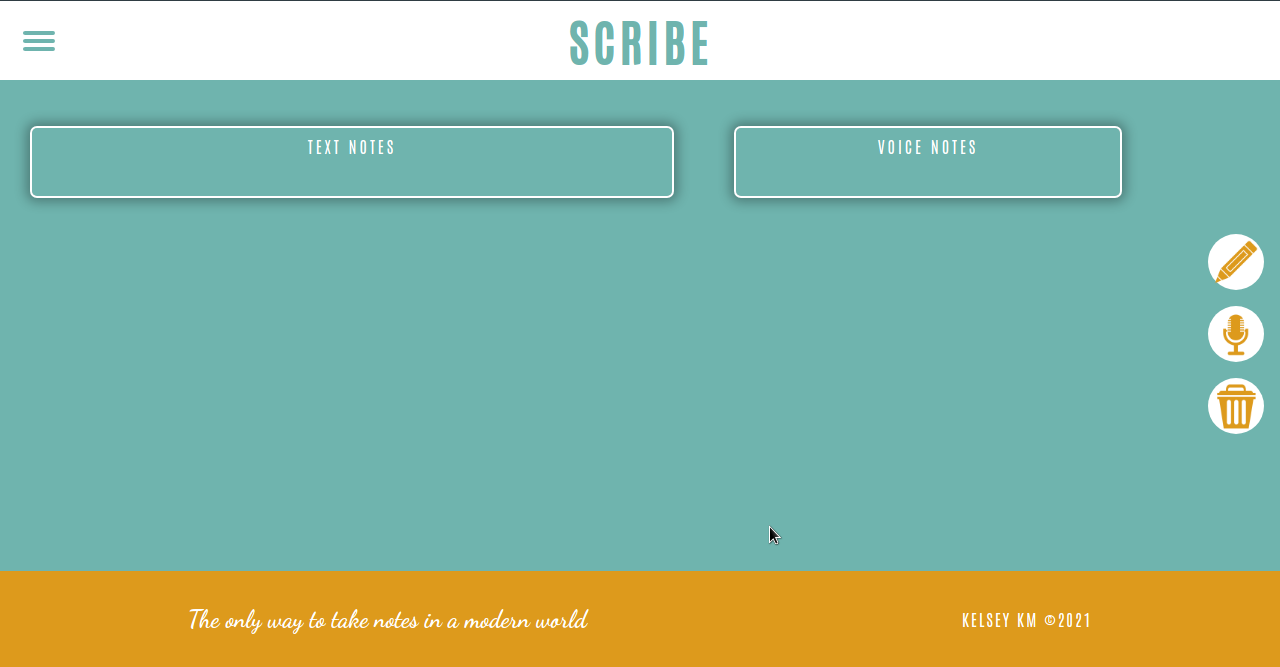 SCRIBE
TEXT NOTES
VOICE NOTES
The only way to take notes in a modern world
KELSEY KM ©2021